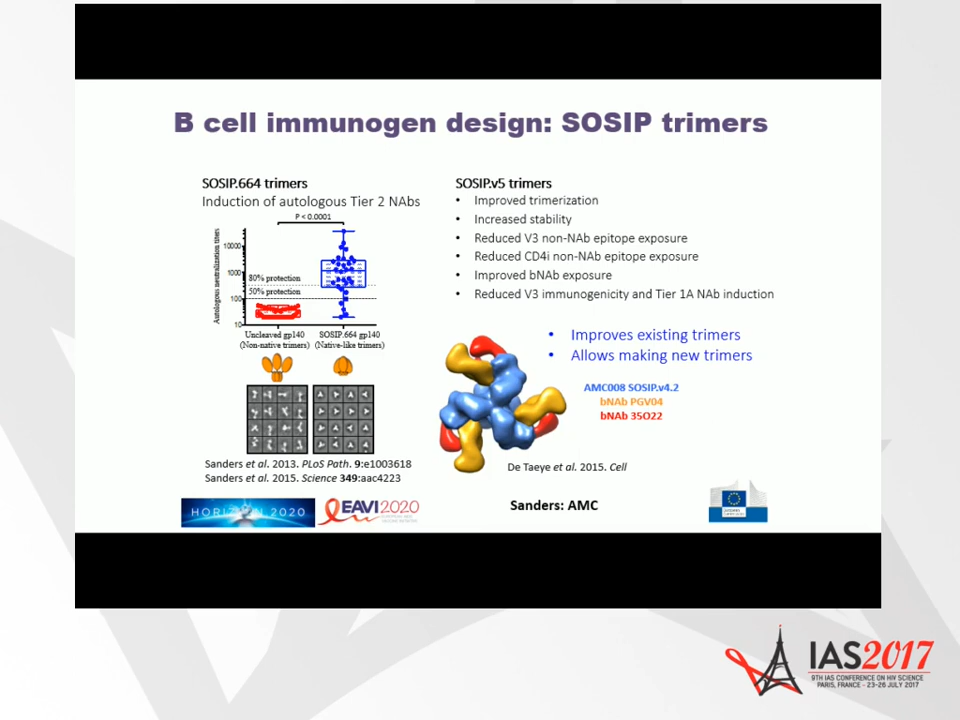 B cell immunogen design: SOSIP trimers
SOSIP.664 trimers
Induction of autologous Tier 2 NAbs
P < 0.0001
Autologous neutralization titers
10000
1000
100
10
80% protection
50% protection
Uncleaved gp140
(Non-native trimers)
SOSIP.664 gp140
(Native-like trimers)
Sanders et al. 2013. PLoS Path. 9:e1003618
Sanders et al. 2015. Science 349:aac4223
SOSIP.v5 trimers
• Improved trimerization
• Increased stability
• Reduced V3 non-NAb epitope exposure
• Reduced CD4i non-NAb epitope exposure
• Improved bNAb exposure
• Reduced V3 immunogenicity and Tier 1A NAb induction
• Improves existing trimers
• Allows making new trimers
AMC008 SOSIP.v4.2
bNAb PGV04
bNAb 35O22
De Taeye et al. 2015. Cell
HORIZON 2020
EAVI2020
Sanders: AMC
IAS2017
9TH IAS CONFERENCE ON HIV SCIENCE
PARIS, FRANCE - 23-26 JULY 2017